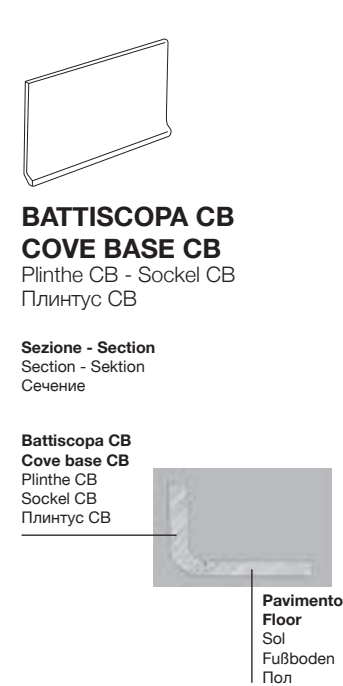 BATTISCOPA CB
COVE BASE CB
Plinthe CB - Sockel CB
Плинтус CB
Sezione - Section
Section - Sektion
Сечение
Battiscopa CB
Cove base CB
Plinthe CB
Sockel CB
Плинтус CB
Pavimento
Floor
Sol
Fußboden
Пол